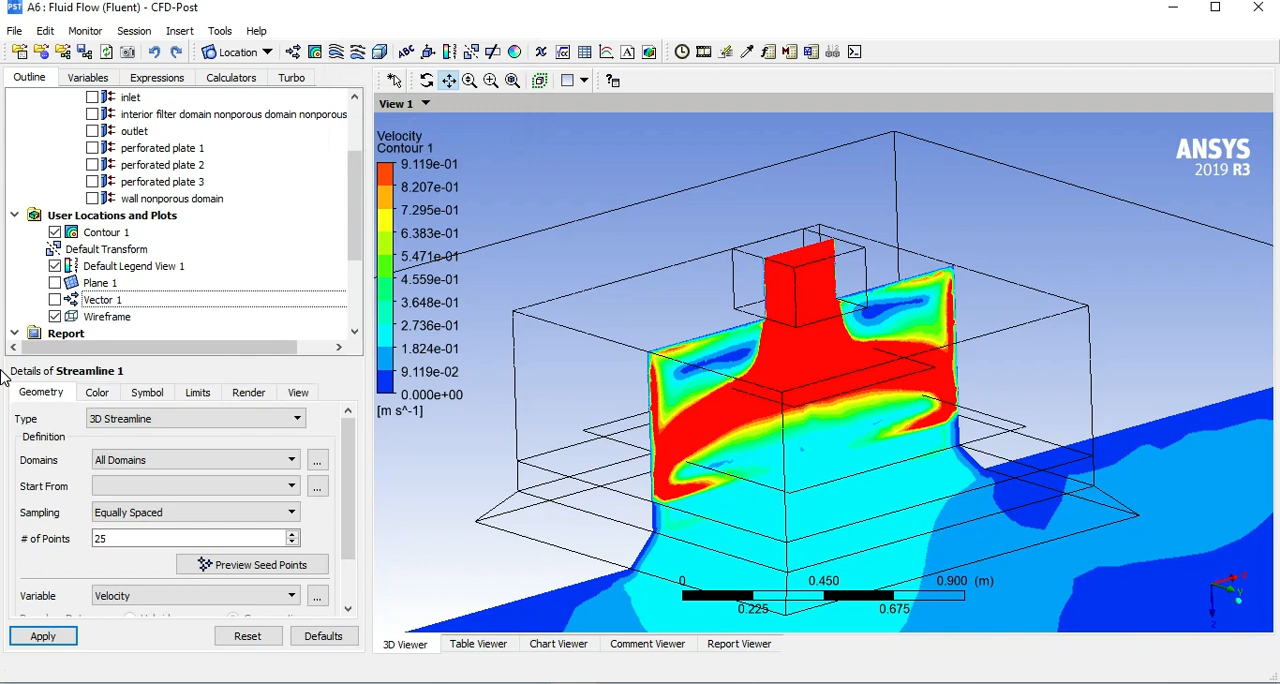 PST A6 : Fluid Flow (Fluent) - CFD-Post
File Edit Monitor Session Insert Tools Help
Location
Outline Variables Expressions Calculators Turbo
inlet
interior filter domain nonporous domain nonporous
outlet
perforated plate 1
perforated plate 2
perforated plate 3
wall nonporous domain
User Locations and Plots
Contour 1
Default Transform
Default Legend View 1
Plane 1
Vector 1
Wireframe
Report
Details of Streamline 1
Geometry Color Symbol Limits Render View
Type 3D Streamline
Definition
Domains All Domains ...
Start From ...
Sampling Equally Spaced
# of Points 25
Preview Seed Points
Variable Velocity ...
Apply Reset Defaults
View 1
Velocity
Contour 1
9.119e-01
8.207e-01
7.295e-01
6.383e-01
5.471e-01
4.559e-01
3.648e-01
2.736e-01
1.824e-01
9.119e-02
0.000e+00
[m s^-1]
ANSYS
2019 R3
0 0.450 0.900 (m)
0.225 0.675
X
Y
Z
3D Viewer Table Viewer Chart Viewer Comment Viewer Report Viewer